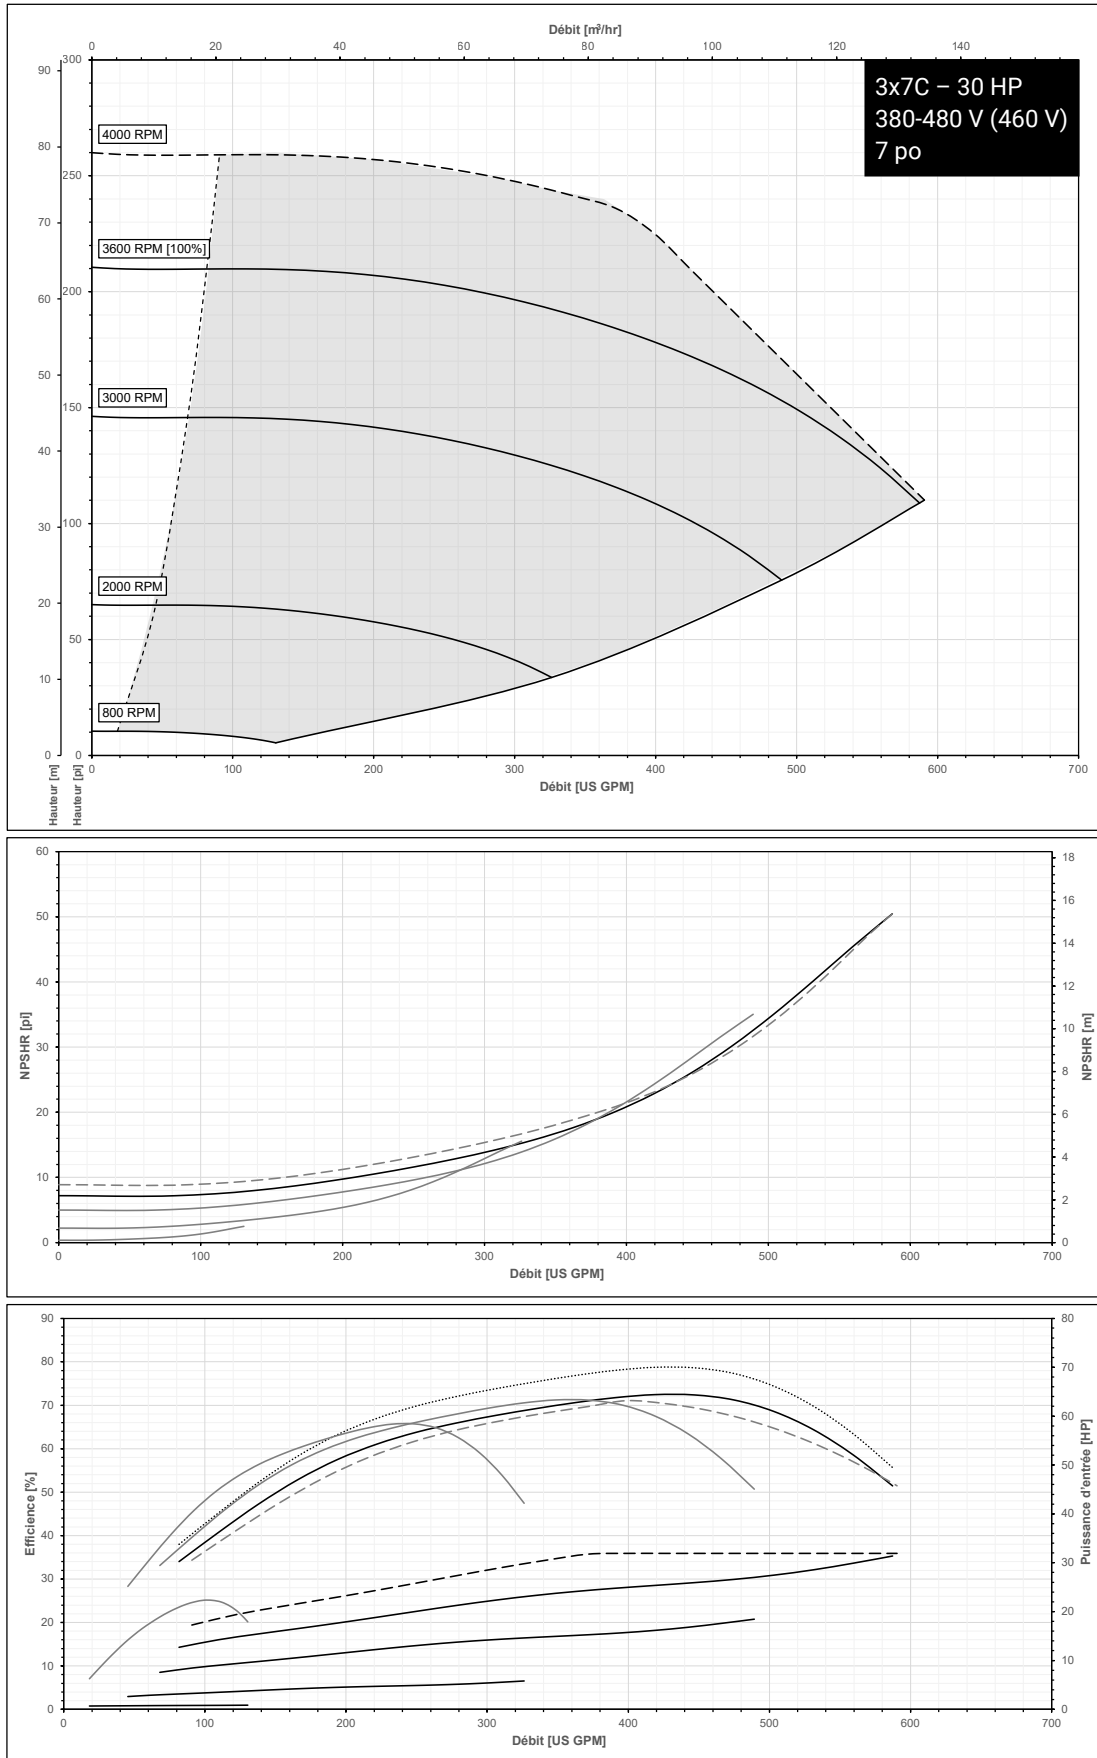 Débit [m³/hr]
0 20 40 60 80 100 120 140
3x7C – 30 HP
380-480 V (460 V)
7 po
90
80
70
60
50
40
30
20
10
0
Hauteur [m]
300
250
200
150
100
50
0
Hauteur [pi]
4000 RPM
3600 RPM [100%]
3000 RPM
2000 RPM
800 RPM
0 100 200 300 400 500 600 700
Débit [US GPM]
60
50
40
30
20
10
0
NPSHR [pi]
18
16
14
12
10
8
6
4
2
0
NPSHR [m]
0 100 200 300 400 500 600 700
Débit [US GPM]
90
80
70
60
50
40
30
20
10
0
Efficience [%]
80
70
60
50
40
30
20
10
0
Puissance d'entrée [HP]
0 100 200 300 400 500 600 700
Débit [US GPM]